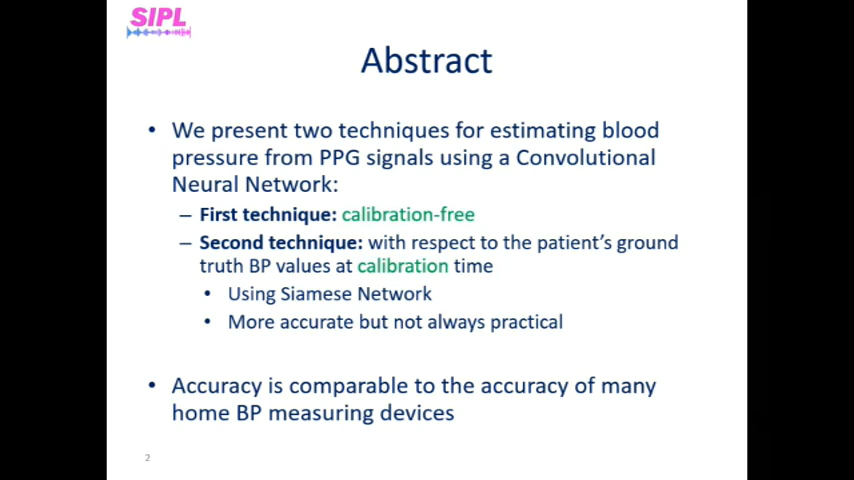 SIPL
Abstract
• We present two techniques for estimating blood
pressure from PPG signals using a Convolutional
Neural Network:
– First technique: calibration-free
– Second technique: with respect to the patient's ground
truth BP values at calibration time
• Using Siamese Network
• More accurate but not always practical
• Accuracy is comparable to the accuracy of many
home BP measuring devices
2